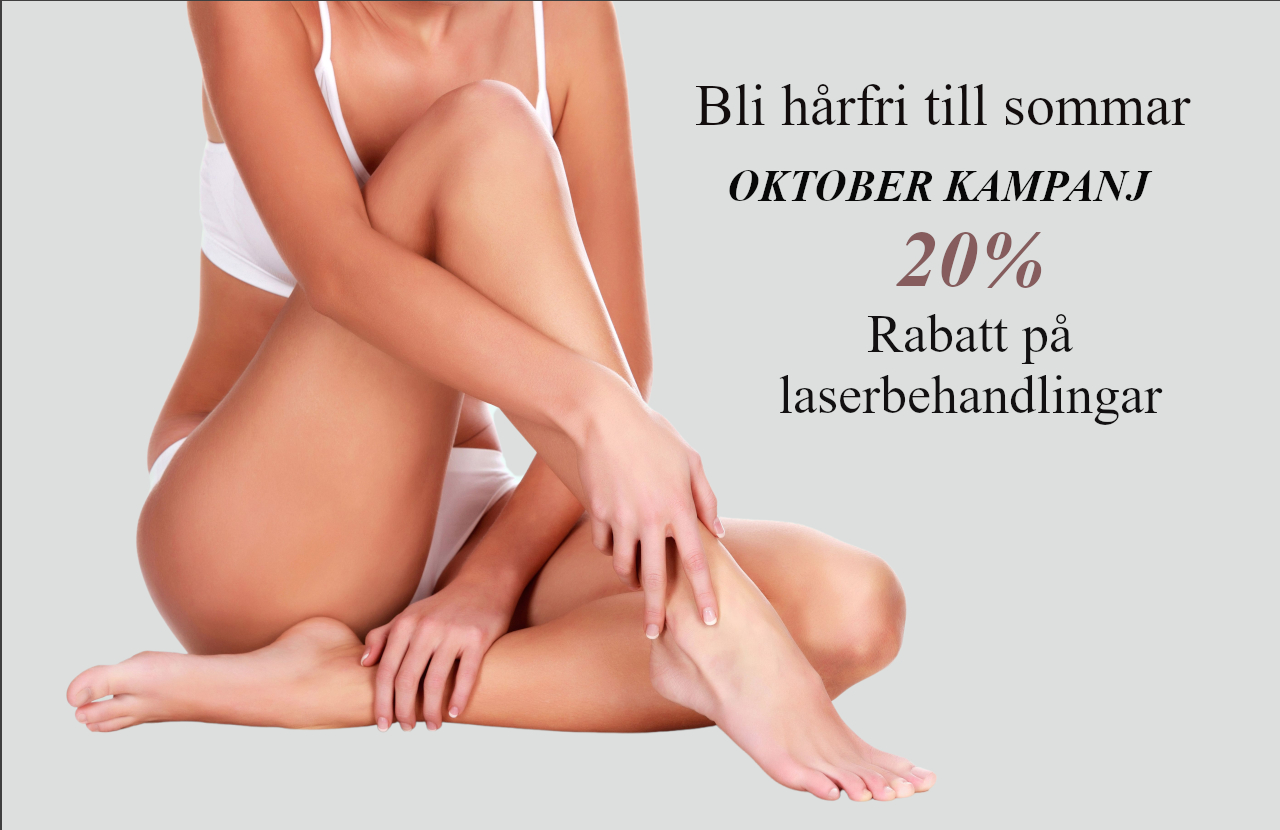 Bli hårfri till sommar
OKTOBER KAMPANJ
20%
Rabatt på
laserbehandlingar